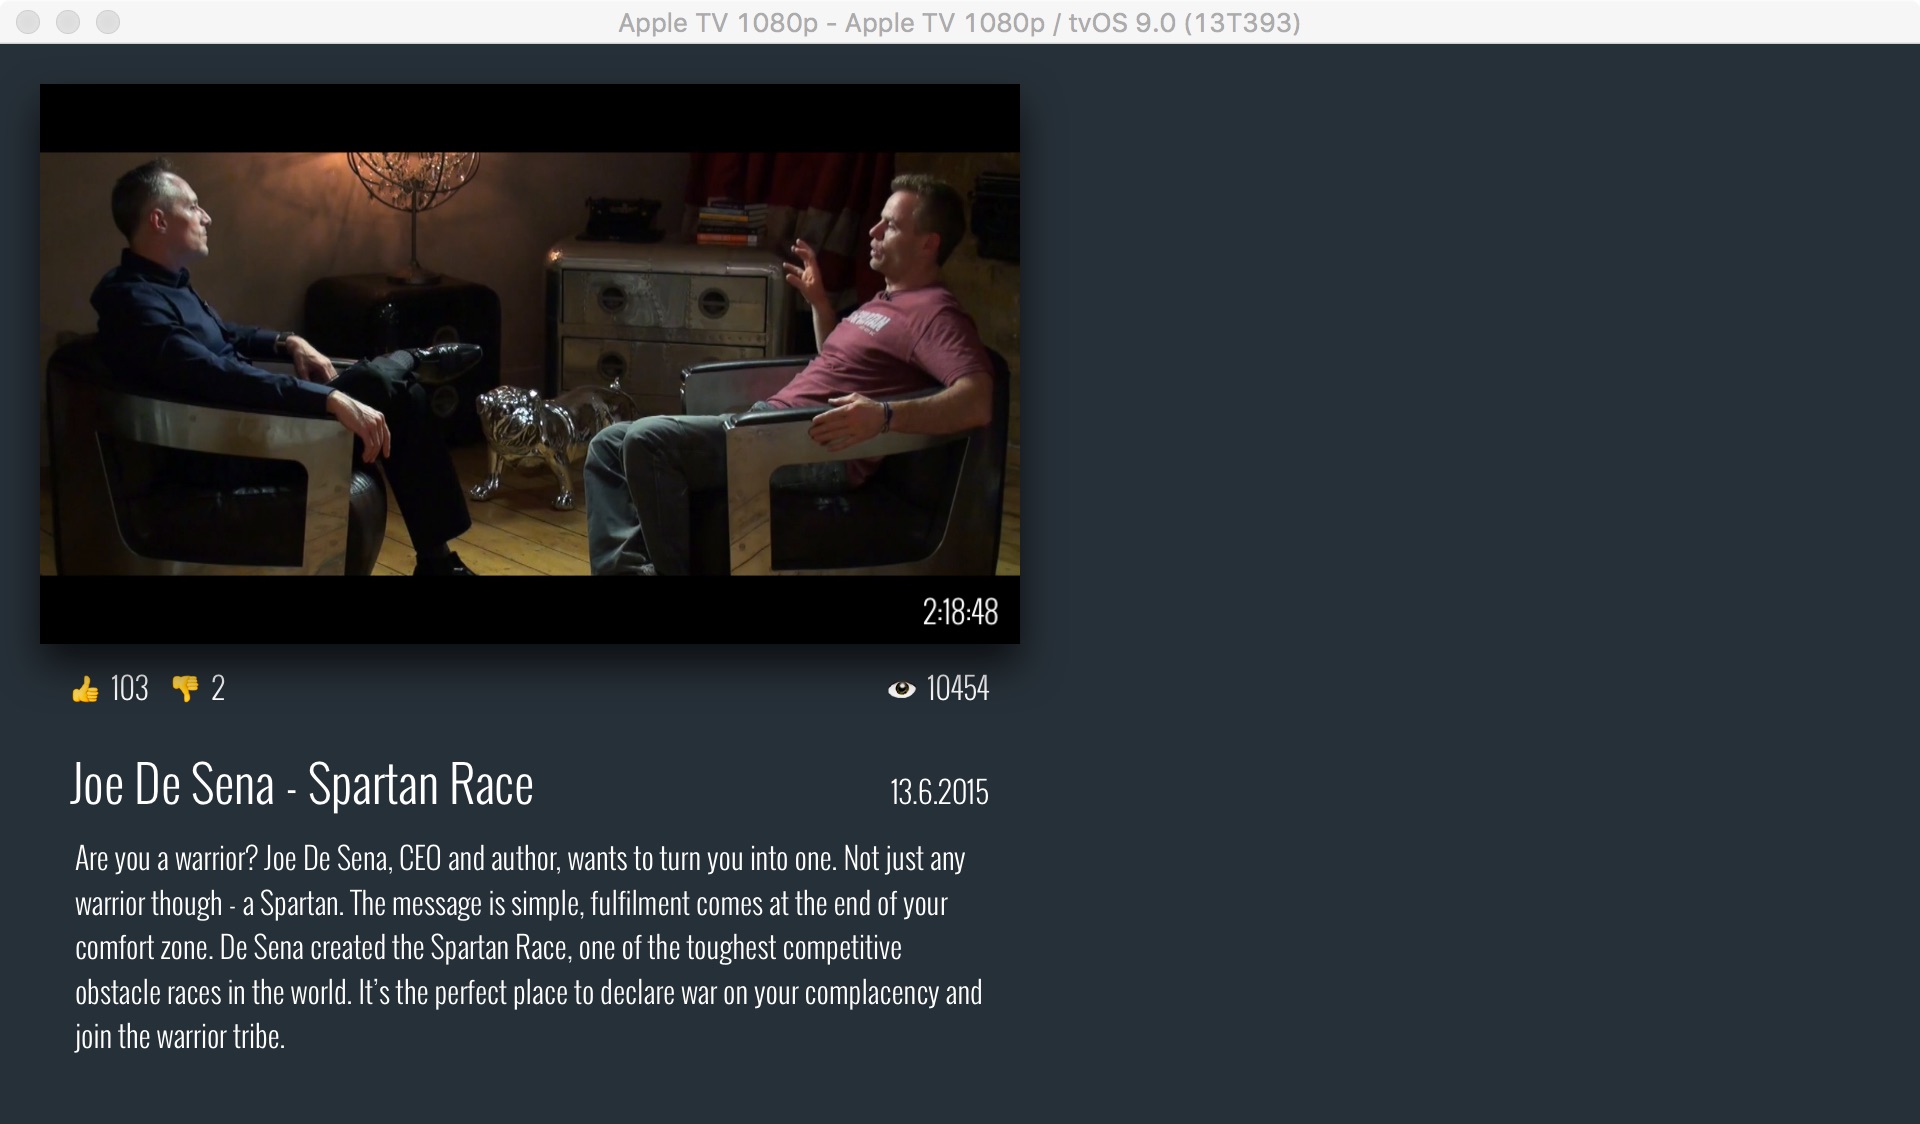 Apple TV 1080p - Apple TV 1080p / tvOS 9.0 (13T393)
2:18:48
👍 103 👎 2
👁 10454
Joe De Sena - Spartan Race
13.6.2015
Are you a warrior? Joe De Sena, CEO and author, wants to turn you into one. Not just any
warrior though - a Spartan. The message is simple, fulfilment comes at the end of your
comfort zone. De Sena created the Spartan Race, one of the toughest competitive
obstacle races in the world. It’s the perfect place to declare war on your complacency and
join the warrior tribe.